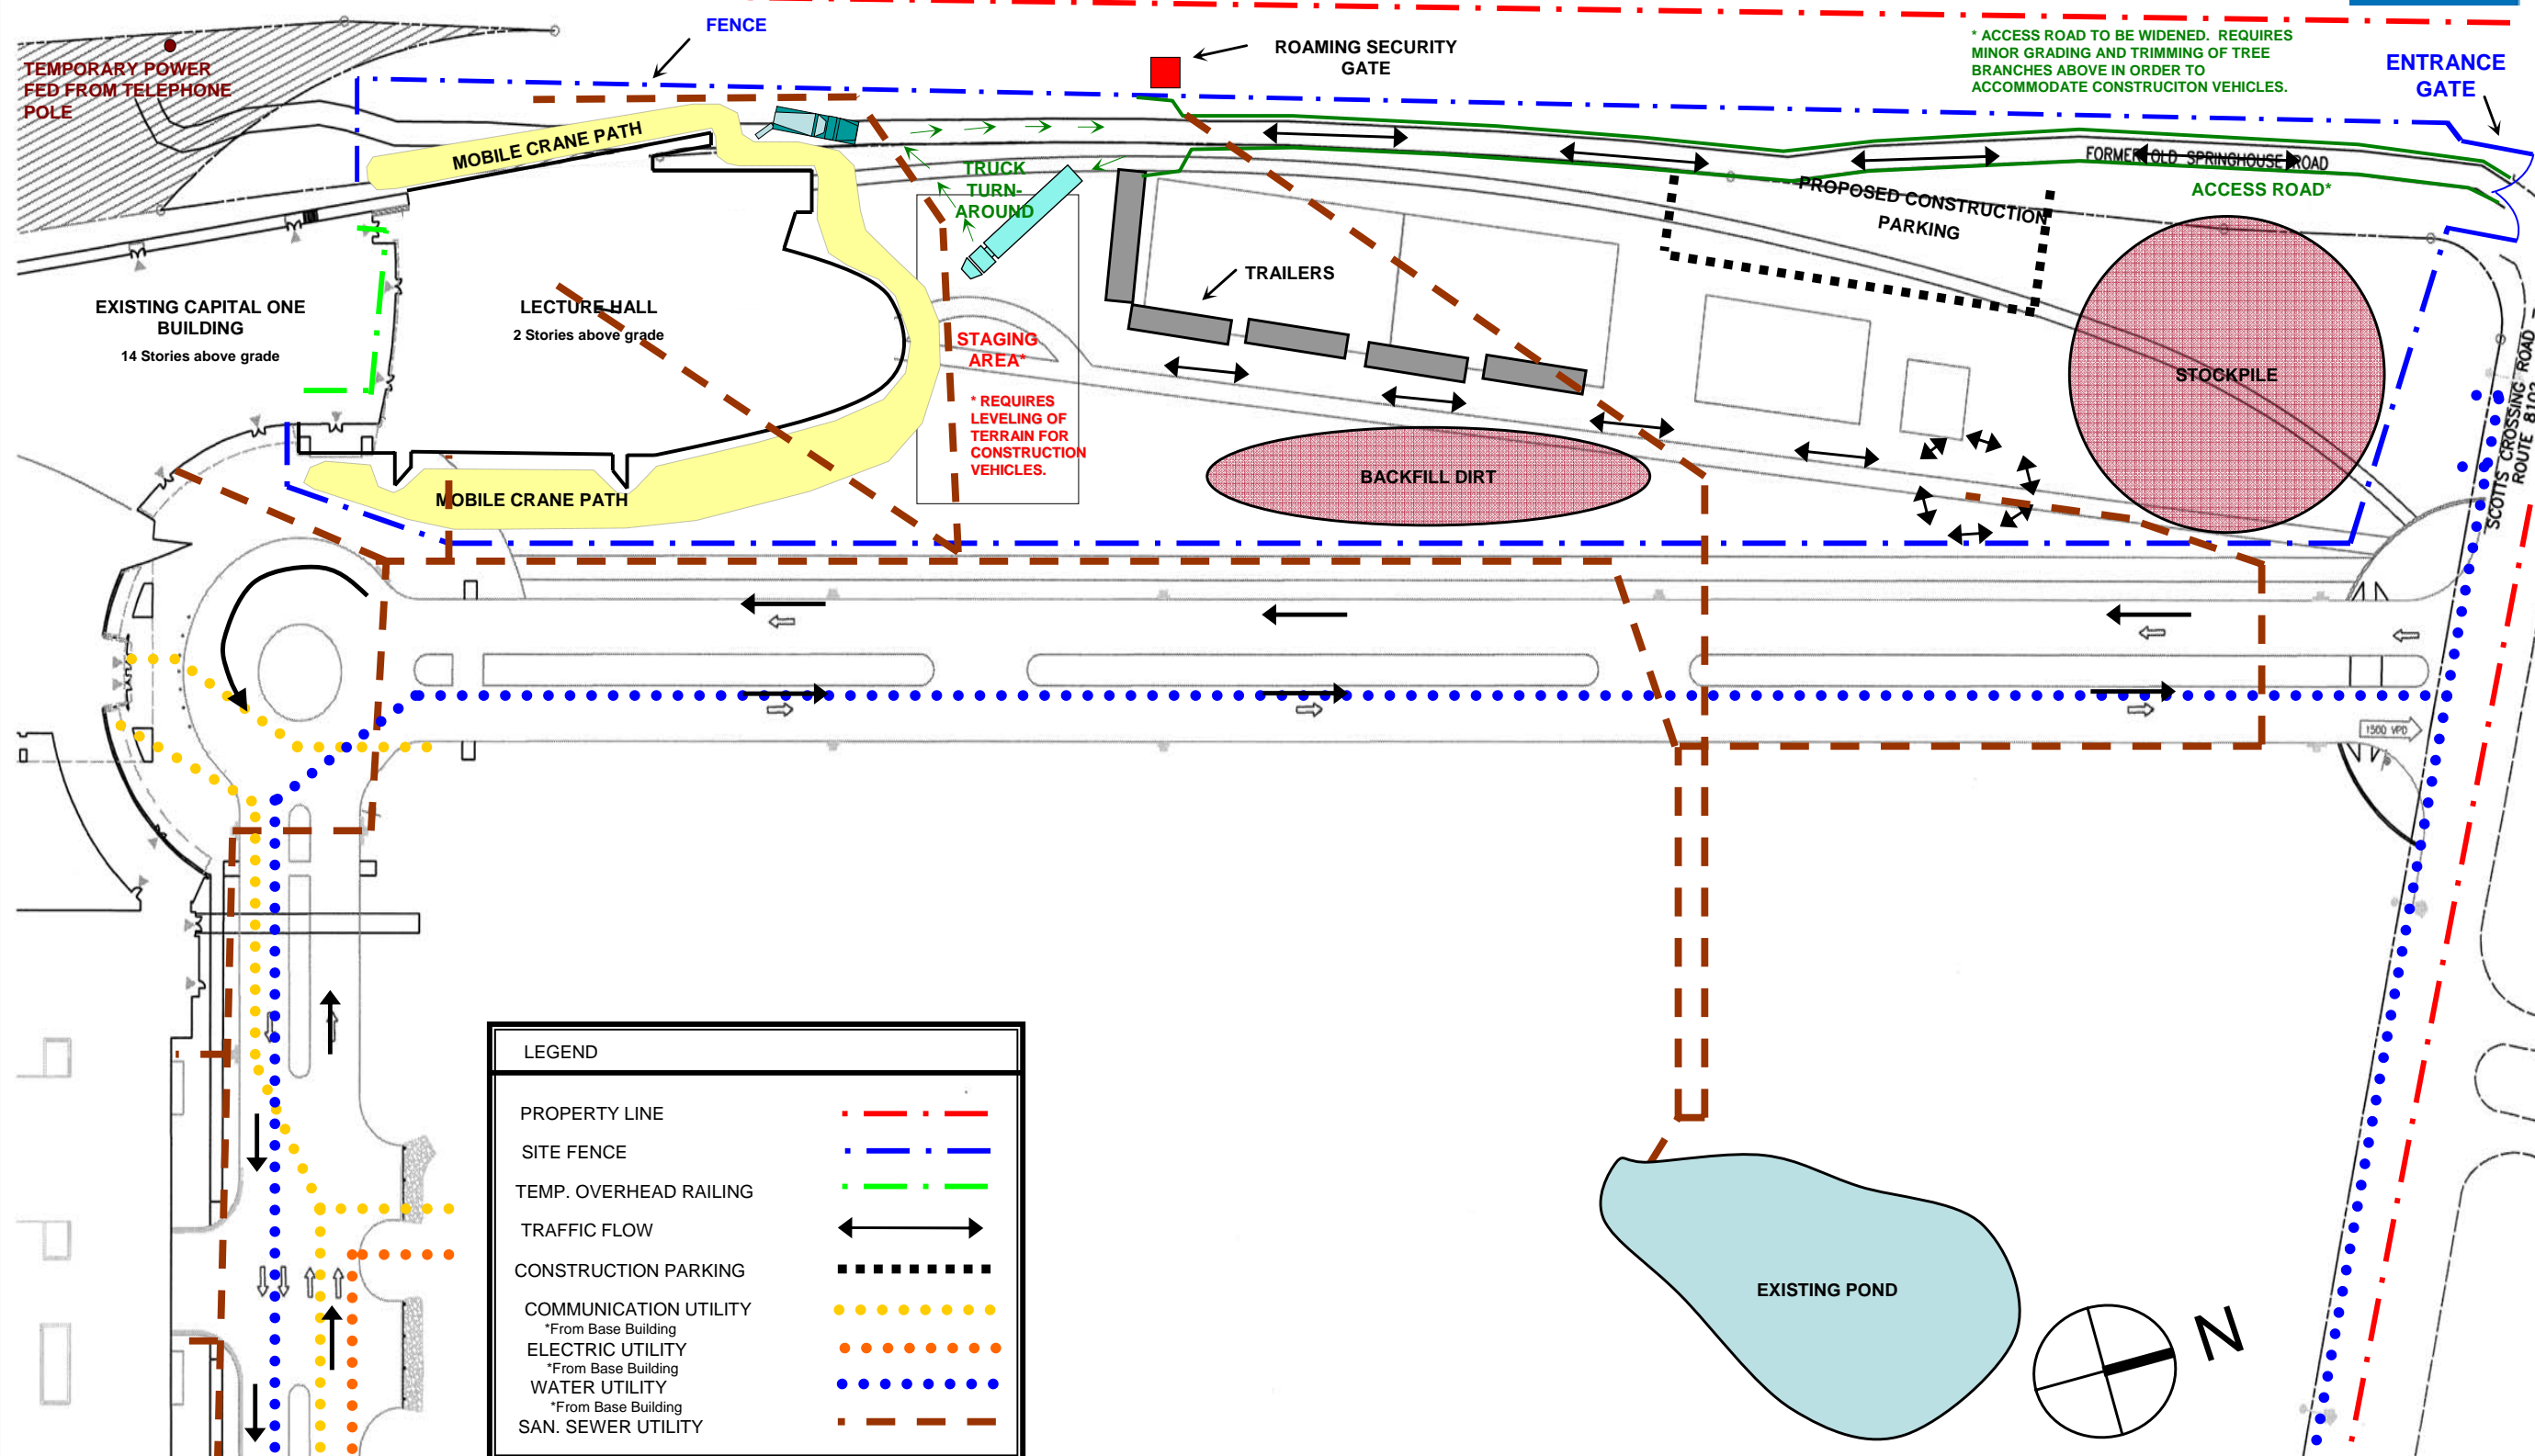 FENCE
ROAMING SECURITY
GATE
* ACCESS ROAD TO BE WIDENED. REQUIRES
MINOR GRADING AND TRIMMING OF TREE
BRANCHES ABOVE IN ORDER TO
ACCOMMODATE CONSTRUCITON VEHICLES.
ENTRANCE
GATE
TEMPORARY POWER
FED FROM TELEPHONE
POLE
MOBILE CRANE PATH
TRUCK
TURN-
AROUND
FORMER OLD SPRINGHOUSE ROAD
ACCESS ROAD*
PROPOSED CONSTRUCTION
PARKING
TRAILERS
EXISTING CAPITAL ONE
BUILDING
14 Stories above grade
LECTURE HALL
2 Stories above grade
STAGING
AREA*
* REQUIRES
LEVELING OF
TERRAIN FOR
CONSTRUCTION
VEHICLES.
STOCKPILE
BACKFILL DIRT
MOBILE CRANE PATH
SCOTTS CROSSING ROAD
ROUTE 8102
1500 VPD
LEGEND
PROPERTY LINE
SITE FENCE
TEMP. OVERHEAD RAILING
TRAFFIC FLOW
CONSTRUCTION PARKING
COMMUNICATION UTILITY
*From Base Building
ELECTRIC UTILITY
*From Base Building
WATER UTILITY
*From Base Building
SAN. SEWER UTILITY
EXISTING POND
N